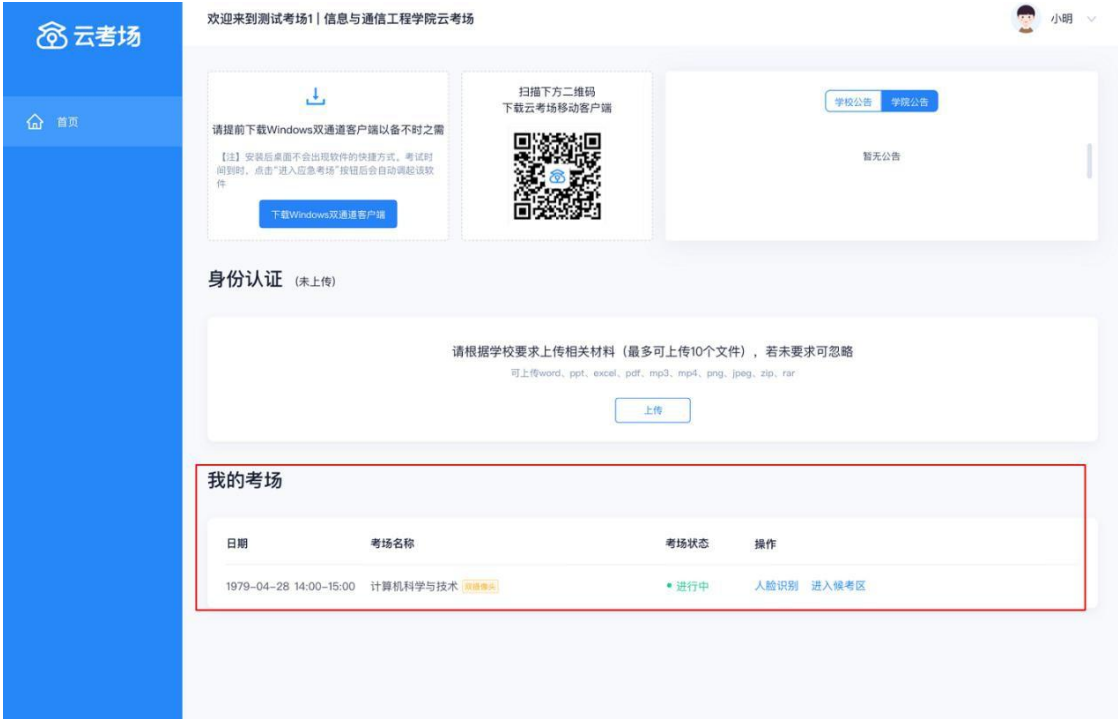 云考场
欢迎来到测试考场1 | 信息与通信工程学院云考场
小明
首页
请提前下载Windows双通道客户端以备不时之需
【注】安装后桌面不会出现软件的快捷方式，考试时
间到时，点击“进入应急考场”按钮后会自动调起该软
件
下载Windows双通道客户端
扫描下方二维码
下载云考场移动客户端
学校公告 学院公告
暂无公告
身份认证 (未上传)
请根据学校要求上传相关材料（最多可上传10个文件），若未要求可忽略
可上传word、ppt、excel、pdf、mp3、mp4、png、jpeg、zip、rar
上传
我的考场
日期 考场名称 考场状态 操作
1979-04-28 14:00-15:00 计算机科学与技术 双摄像头 进行中 人脸识别 进入候考区